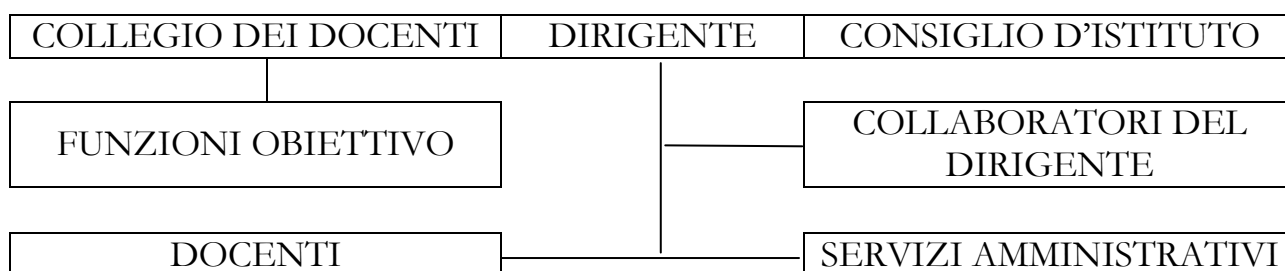 COLLEGIO DEI DOCENTI
DIRIGENTE
CONSIGLIO D'ISTITUTO
FUNZIONI OBIETTIVO
COLLABORATORI DEL
DIRIGENTE
DOCENTI
SERVIZI AMMINISTRATIVI